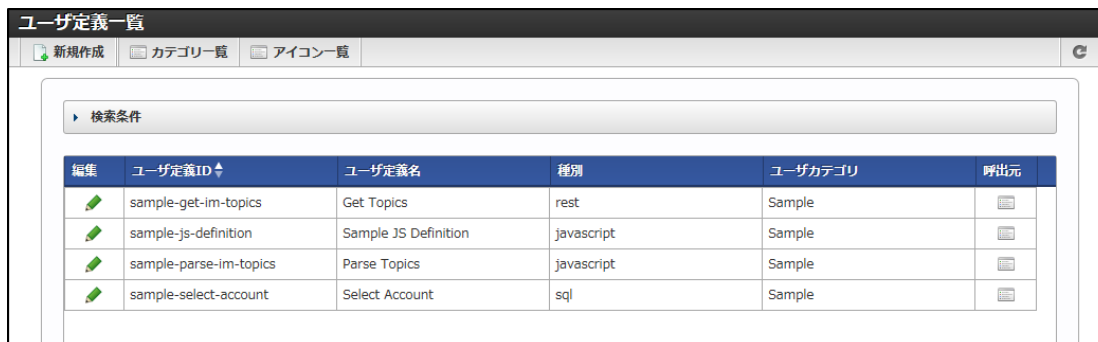 ユーザ定義一覧
新規作成 カテゴリ一覧 アイコン一覧
検索条件
編集 ユーザ定義ID ユーザ定義名 種別 ユーザカテゴリ 呼出元
sample-get-im-topics Get Topics rest Sample
sample-js-definition Sample JS Definition javascript Sample
sample-parse-im-topics Parse Topics javascript Sample
sample-select-account Select Account sql Sample